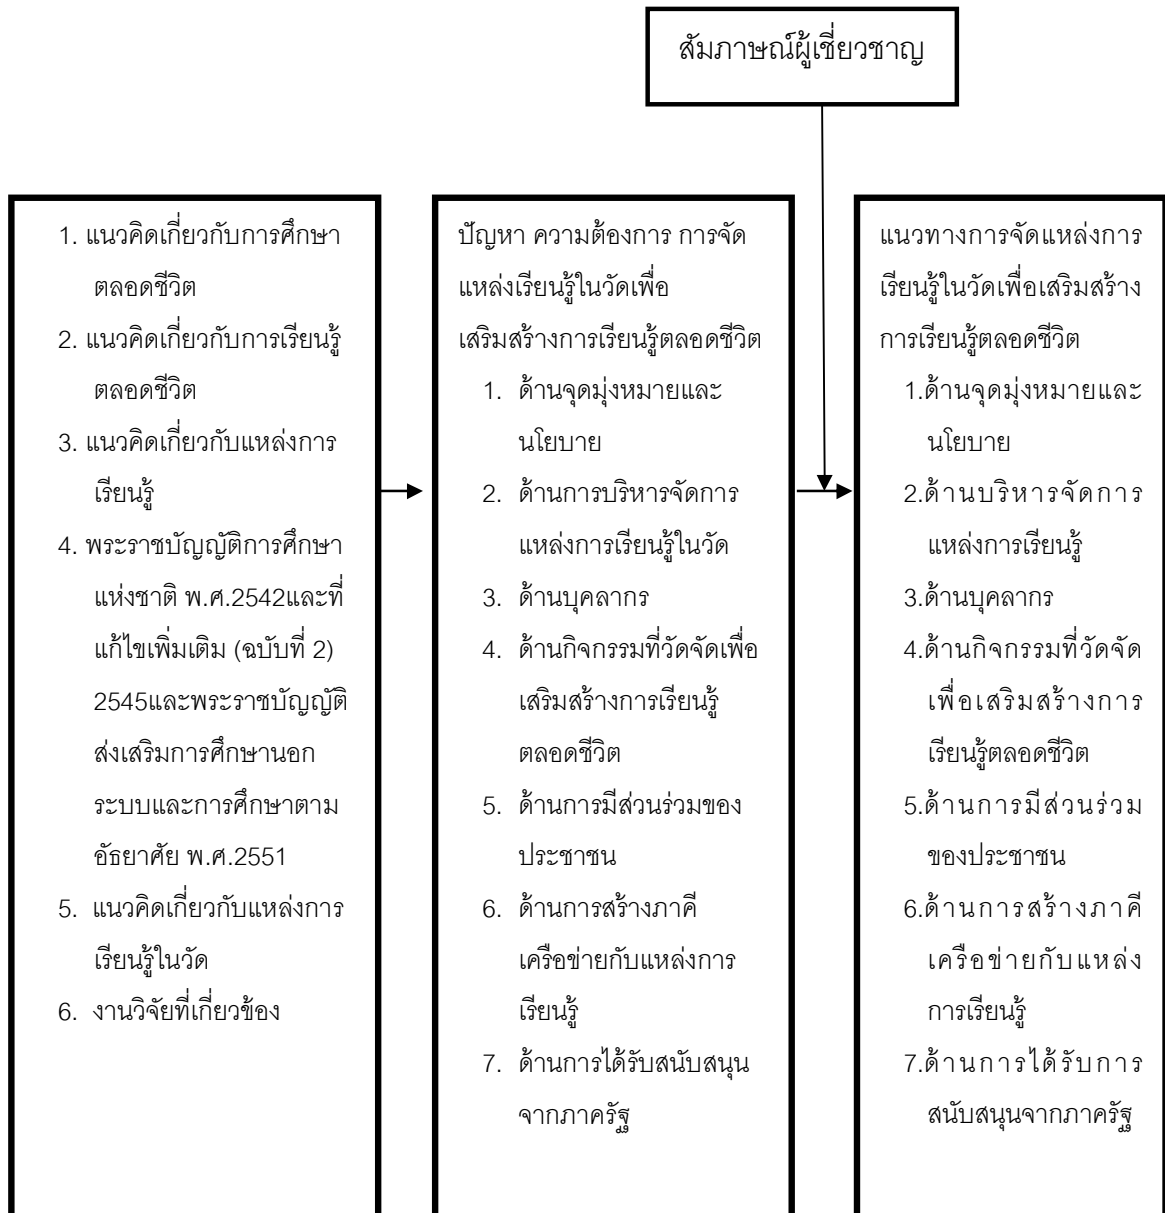 สัมภาษณ์ผู้เชี่ยวชาญ
1. แนวคิดเกี่ยวกับการศึกษา
ตลอดชีวิต
2. แนวคิดเกี่ยวกับการเรียนรู้
ตลอดชีวิต
3. แนวคิดเกี่ยวกับแหล่งการ
เรียนรู้
4. พระราชบัญญัติการศึกษา
แห่งชาติ พ.ศ.2542และที่
แก้ไขเพิ่มเติม (ฉบับที่ 2)
2545และพระราชบัญญัติ
ส่งเสริมการศึกษานอก
ระบบและการศึกษาตาม
อัธยาศัย พ.ศ.2551
5. แนวคิดเกี่ยวกับแหล่งการ
เรียนรู้ในวัด
6. งานวิจัยที่เกี่ยวข้อง
ปัญหา ความต้องการ การจัด
แหล่งเรียนรู้ในวัดเพื่อ
เสริมสร้างการเรียนรู้ตลอดชีวิต
1. ด้านจุดมุ่งหมายและ
นโยบาย
2. ด้านการบริหารจัดการ
แหล่งการเรียนรู้ในวัด
3. ด้านบุคลากร
4. ด้านกิจกรรมที่วัดจัดเพื่อ
เสริมสร้างการเรียนรู้
ตลอดชีวิต
5. ด้านการมีส่วนร่วมของ
ประชาชน
6. ด้านการสร้างภาคี
เครือข่ายกับแหล่งการ
เรียนรู้
7. ด้านการได้รับสนับสนุน
จากภาครัฐ
แนวทางการจัดแหล่งการ
เรียนรู้ในวัดเพื่อเสริมสร้าง
การเรียนรู้ตลอดชีวิต
1.ด้านจุดมุ่งหมายและ
นโยบาย
2.ด้านบริหารจัดการ
แหล่งการเรียนรู้
3.ด้านบุคลากร
4.ด้านกิจกรรมที่วัดจัด
เพื่อเสริมสร้างการ
เรียนรู้ตลอดชีวิต
5.ด้านการมีส่วนร่วม
ของประชาชน
6.ด้านการสร้างภาคี
เครือข่ายกับแหล่ง
การเรียนรู้
7.ด้านการได้รับการ
สนับสนุนจากภาครัฐ